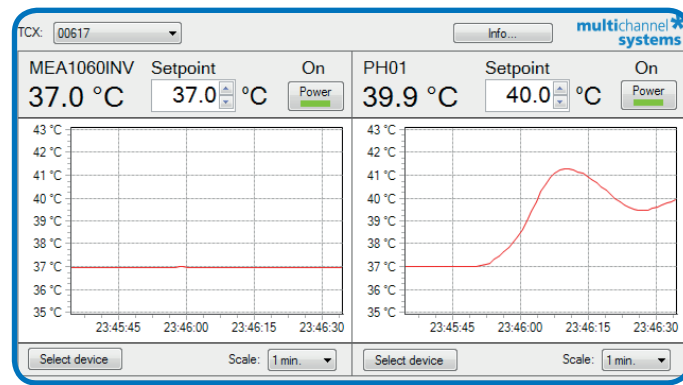 TCX: 00617 Info... multichannel systems
MEA1060INV Setpoint On
37.0 °C 37.0 °C Power
43 °C
42 °C
41 °C
40 °C
39 °C
38 °C
37 °C
36 °C
35 °C
23:45:45 23:46:00 23:46:15 23:46:30
Select device Scale: 1 min.
PH01 Setpoint On
39.9 °C 40.0 °C Power
43 °C
42 °C
41 °C
40 °C
39 °C
38 °C
37 °C
36 °C
35 °C
23:45:45 23:46:00 23:46:15 23:46:30
Select device Scale: 1 min.